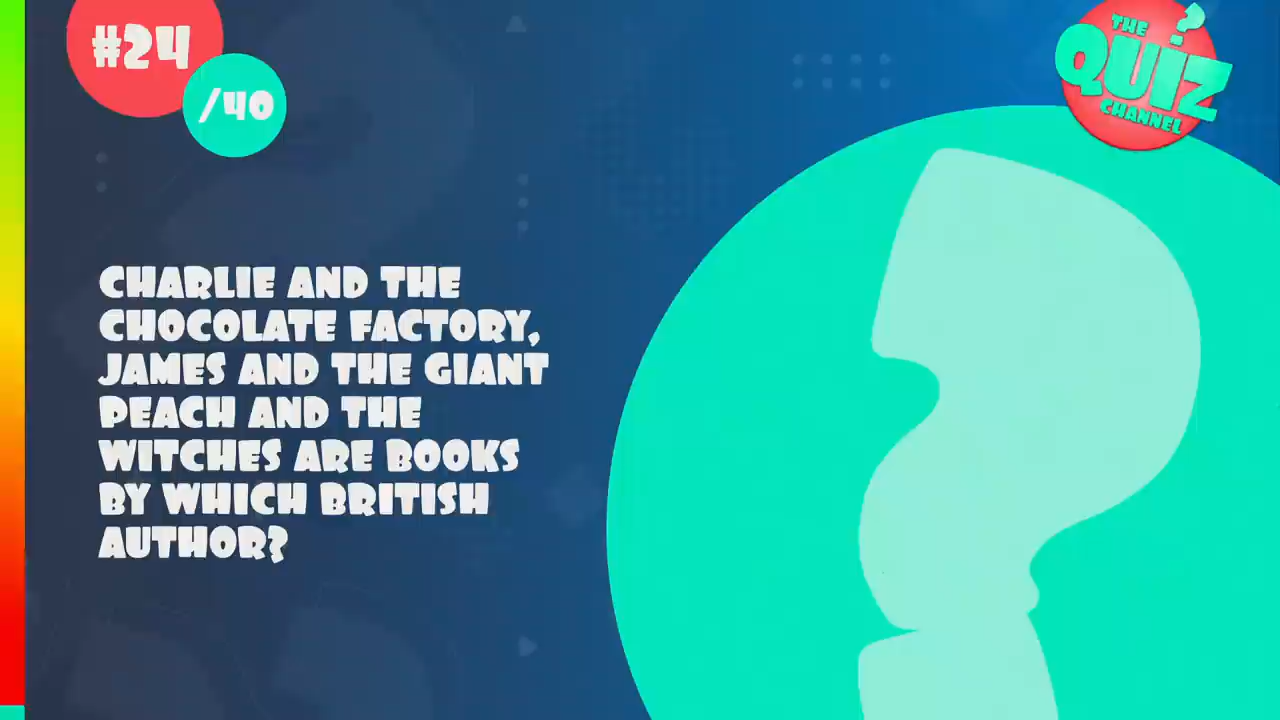 #24
/40
THE
QUIZ
CHANNEL
CHARLIE AND THE
CHOCOLATE FACTORY,
JAMES AND THE GIANT
PEACH AND THE
WITCHES ARE BOOKS
BY WHICH BRITISH
AUTHOR?